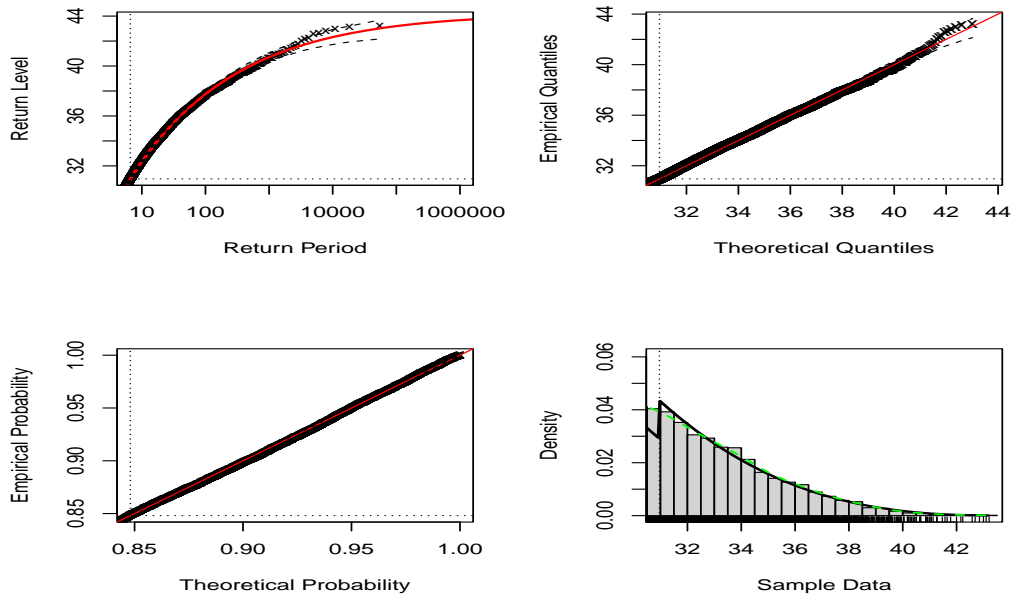 Return Level
32 36 40 44
10 100 10000 1000000
Return Period
Empirical Quantiles
32 36 40 44
32 34 36 38 40 42 44
Theoretical Quantiles
Empirical Probability
0.85 0.90 0.95 1.00
0.85 0.90 0.95 1.00
Theoretical Probability
Density
0.00 0.02 0.04 0.06
32 34 36 38 40 42
Sample Data